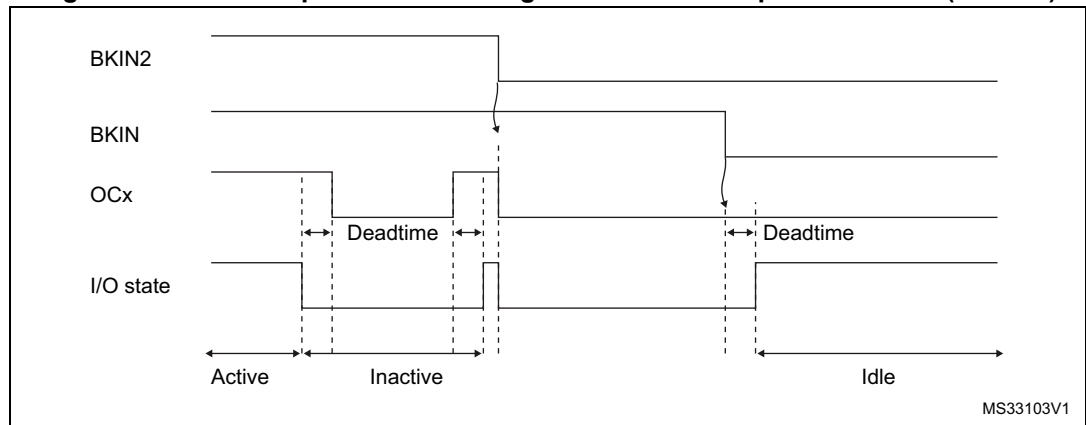 BKIN2
BKIN
OCx
Deadtime
Deadtime
I/O state
Active
Inactive
Idle
MS33103V1